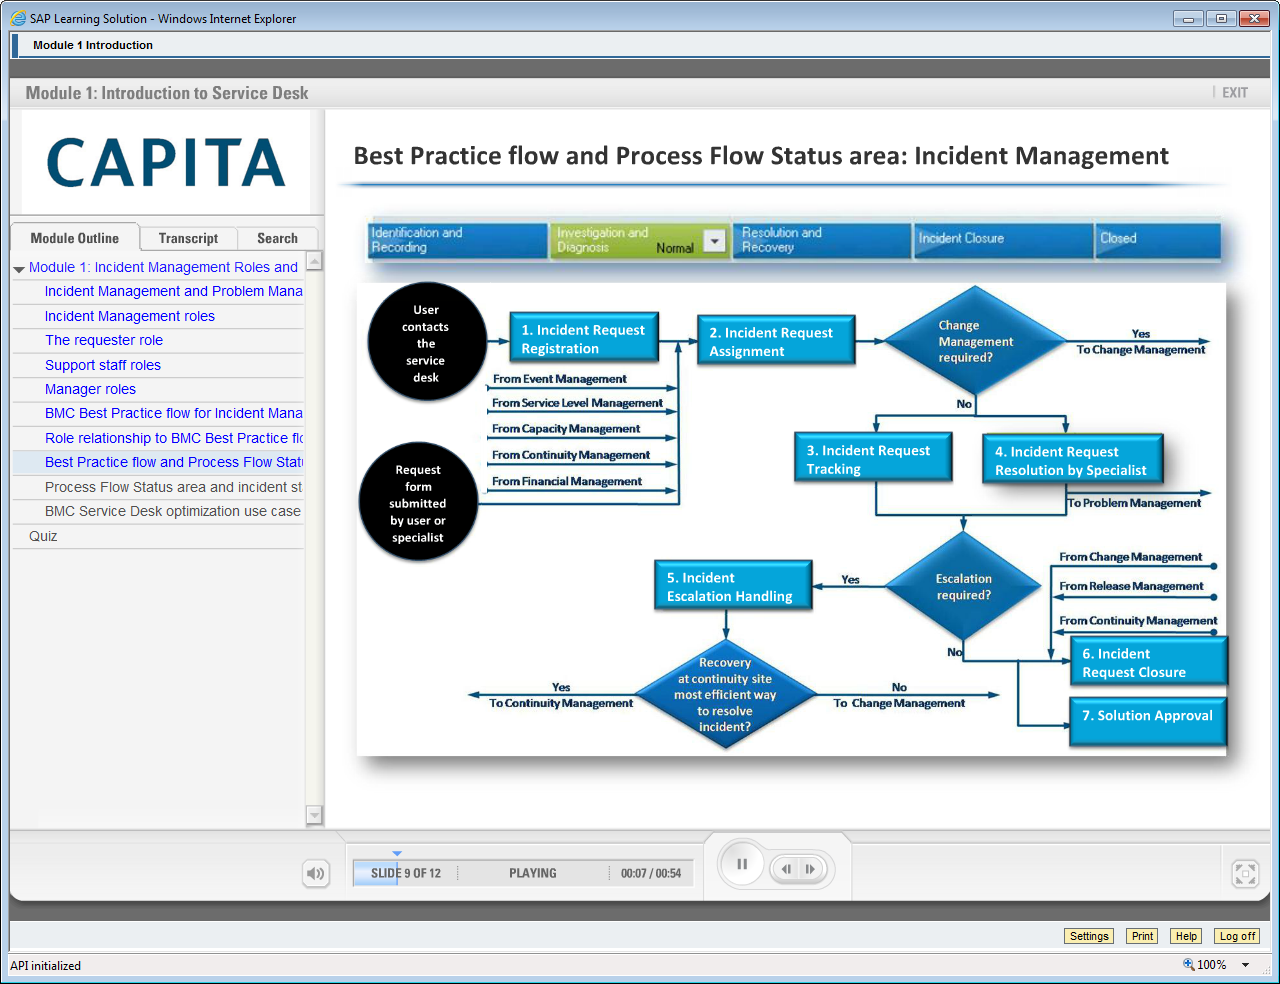 SAP Learning Solution - Windows Internet Explorer
Module 1 Introduction
Module 1: Introduction to Service Desk
EXIT
CAPITA
Module Outline
Transcript
Search
Module 1: Incident Management Roles and
Incident Management and Problem Mana
Incident Management roles
The requester role
Support staff roles
Manager roles
BMC Best Practice flow for Incident Mana
Role relationship to BMC Best Practice flo
Best Practice flow and Process Flow Statu
Process Flow Status area and incident st
BMC Service Desk optimization use case
Quiz
Best Practice flow and Process Flow Status area: Incident Management
Identification and
Recording
Investigation and
Diagnosis
Normal
Resolution and
Recovery
Incident Closure
Closed
User
contacts
the
service
desk
1. Incident Request
Registration
2. Incident Request
Assignment
Change
Management
required?
Yes
To Change Management
From Event Management
From Service Level Management
From Capacity Management
From Continuity Management
From Financial Management
No
Request
form
submitted
by user or
specialist
3. Incident Request
Tracking
4. Incident Request
Resolution by Specialist
To Problem Management
5. Incident
Escalation Handling
Yes
Escalation
required?
From Change Management
From Release Management
From Continuity Management
No
6. Incident
Request Closure
Recovery
at continuity site
most efficient way
to resolve
incident?
Yes
To Continuity Management
No
To Change Management
7. Solution Approval
SLIDE 9 OF 12
PLAYING
00:07 / 00:54
Settings
Print
Help
Log off
API initialized
100%